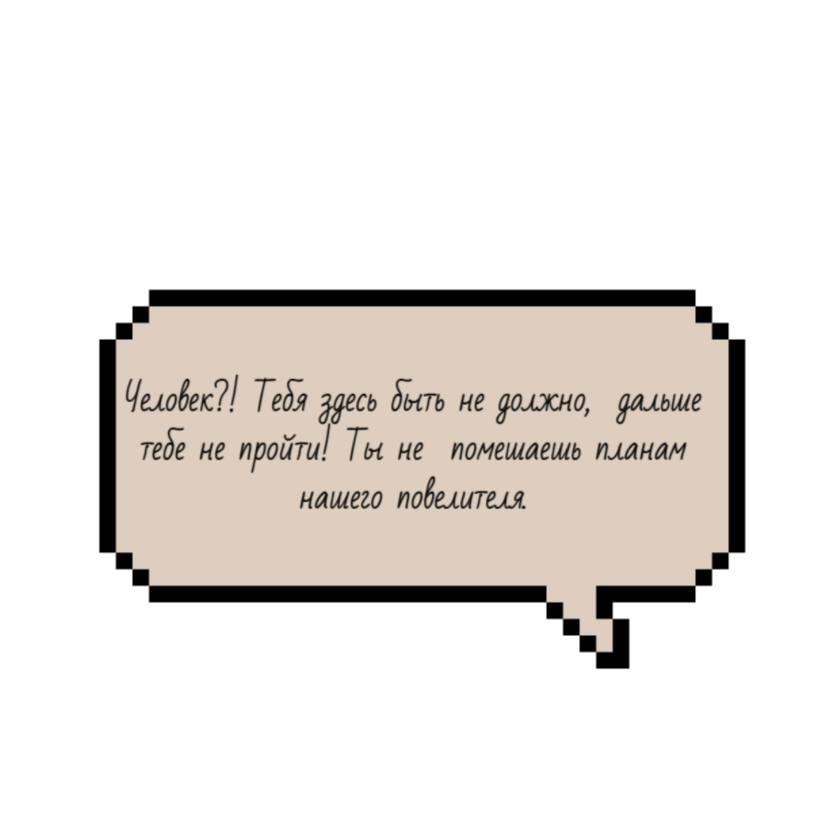 Человек?! Тебя здесь быть не должно, дальше
тебе не пройти! Ты не помешаешь планам
нашего повелителя.